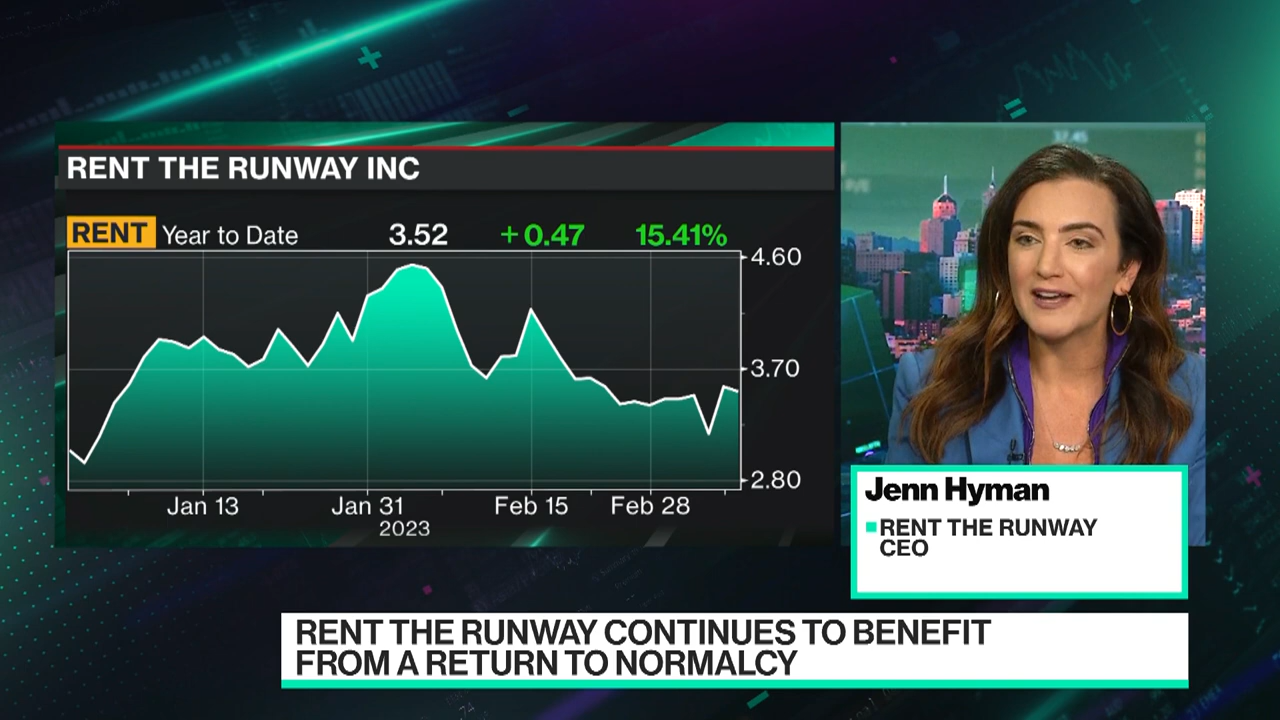 RENT THE RUNWAY INC
RENT Year to Date 3.52 +0.47 15.41%
4.60
3.70
2.80
Jan 13 Jan 31 Feb 15 Feb 28
2023
37.45
Jenn Hyman
RENT THE RUNWAY
CEO
RENT THE RUNWAY CONTINUES TO BENEFIT
FROM A RETURN TO NORMALCY